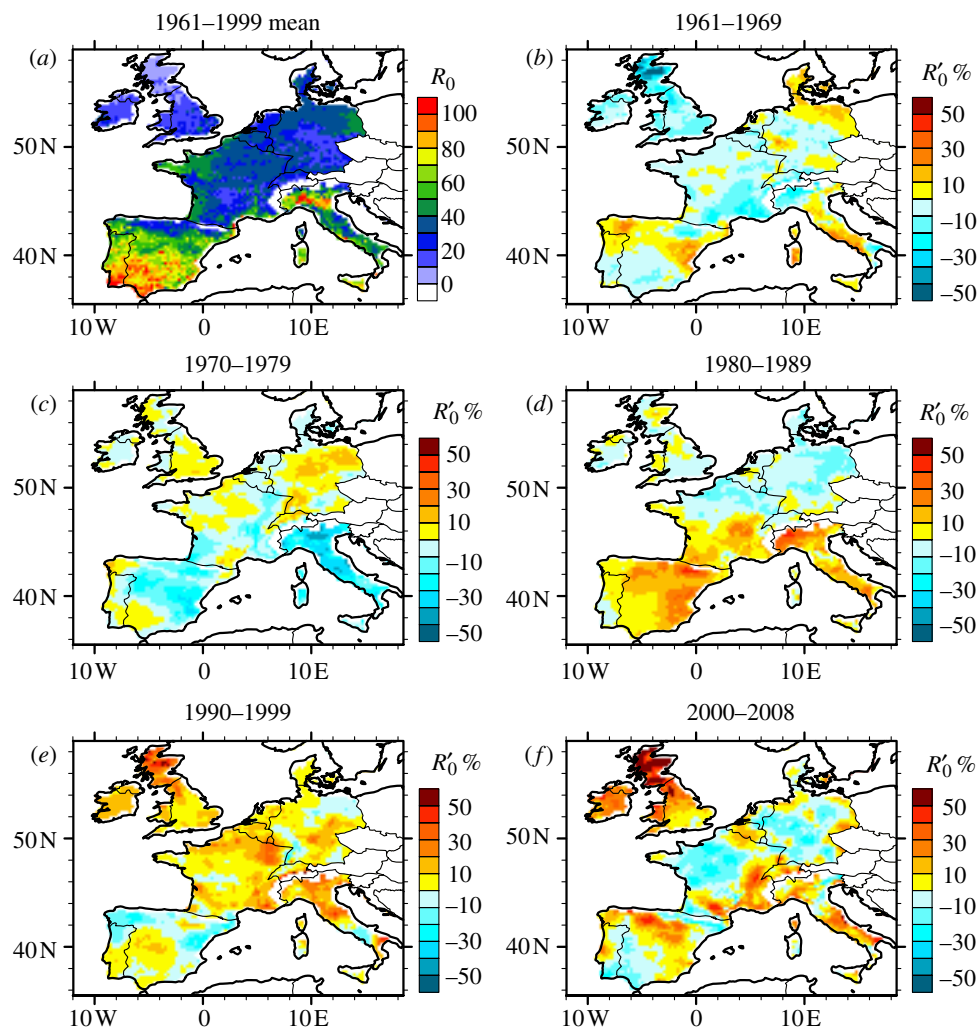 1961–1999 mean
(a)
R0
100
80
60
40
20
0
50N
40N
10W 0 10E
1961–1969
(b)
R′0 %
50
30
10
–10
–30
–50
50N
40N
10W 0 10E
1970–1979
(c)
R′0 %
50
30
10
–10
–30
–50
50N
40N
10W 0 10E
1980–1989
(d)
R′0 %
50
30
10
–10
–30
–50
50N
40N
10W 0 10E
1990–1999
(e)
R′0 %
50
30
10
–10
–30
–50
50N
40N
10W 0 10E
2000–2008
(f)
R′0 %
50
30
10
–10
–30
–50
50N
40N
10W 0 10E